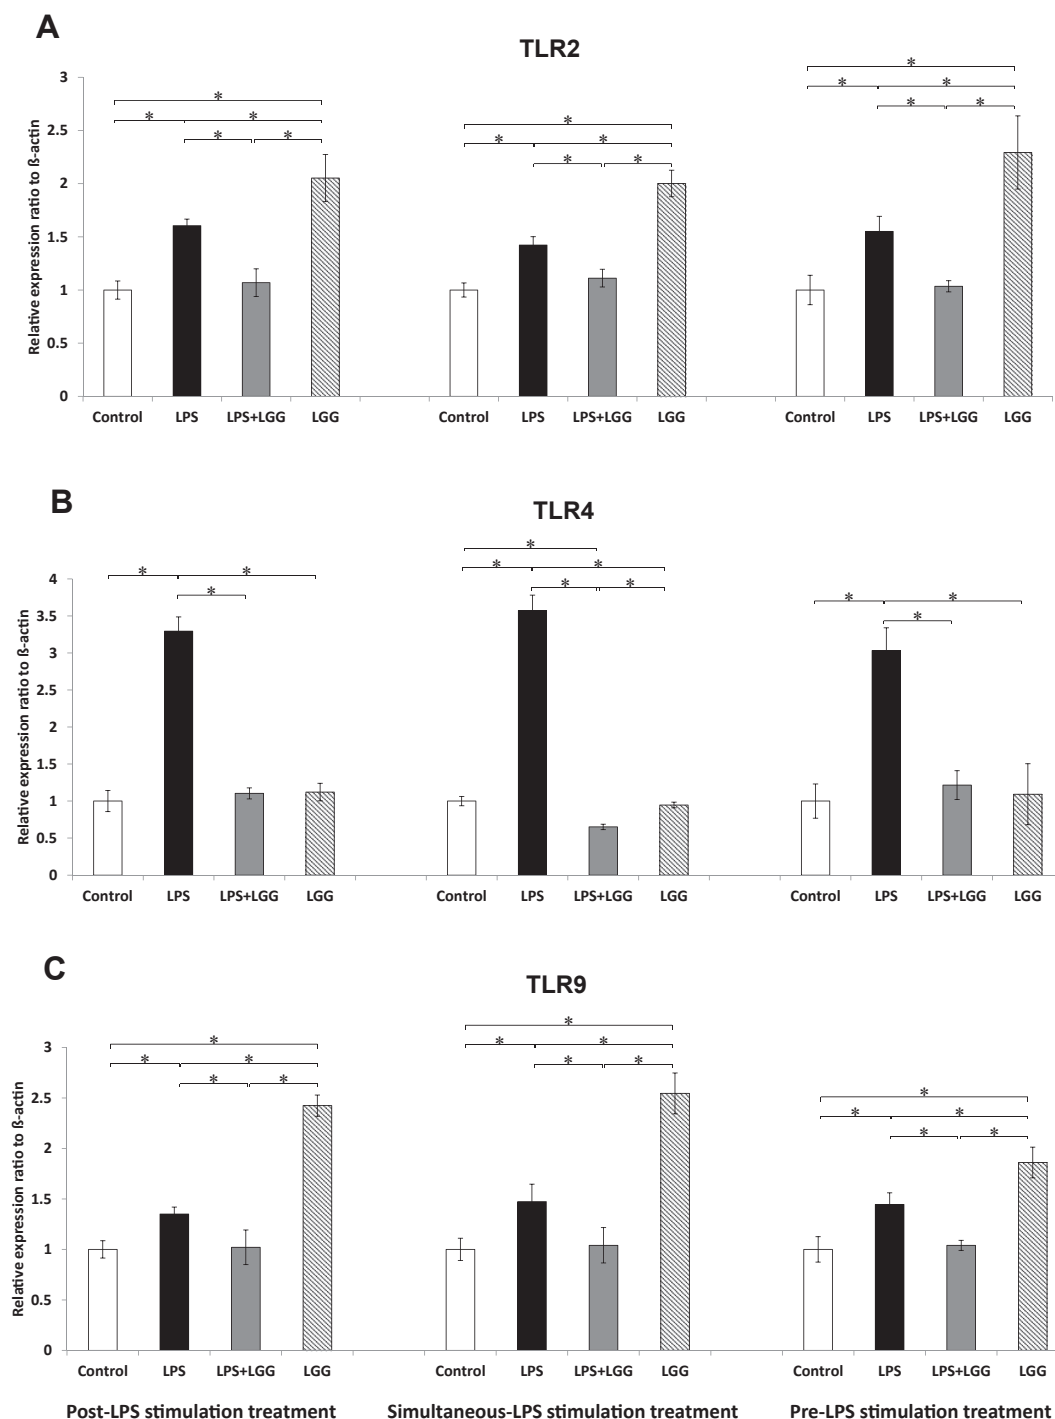 A
TLR2
Relative expression ratio to ß-actin
3
2.5
2
1.5
1
0.5
0
* * * * *
* * * * *
* * * * *
Control LPS LPS+LGG LGG Control LPS LPS+LGG LGG Control LPS LPS+LGG LGG
B
TLR4
Relative expression ratio to ß-actin
4
3.5
3
2.5
2
1.5
1
0.5
0
* * *
* * * * *
* * *
Control LPS LPS+LGG LGG Control LPS LPS+LGG LGG Control LPS LPS+LGG LGG
C
TLR9
Relative expression ratio to ß-actin
3
2.5
2
1.5
1
0.5
0
* * * * *
* * * * *
* * * * *
Control LPS LPS+LGG LGG Control LPS LPS+LGG LGG Control LPS LPS+LGG LGG
Post-LPS stimulation treatment Simultaneous-LPS stimulation treatment Pre-LPS stimulation treatment